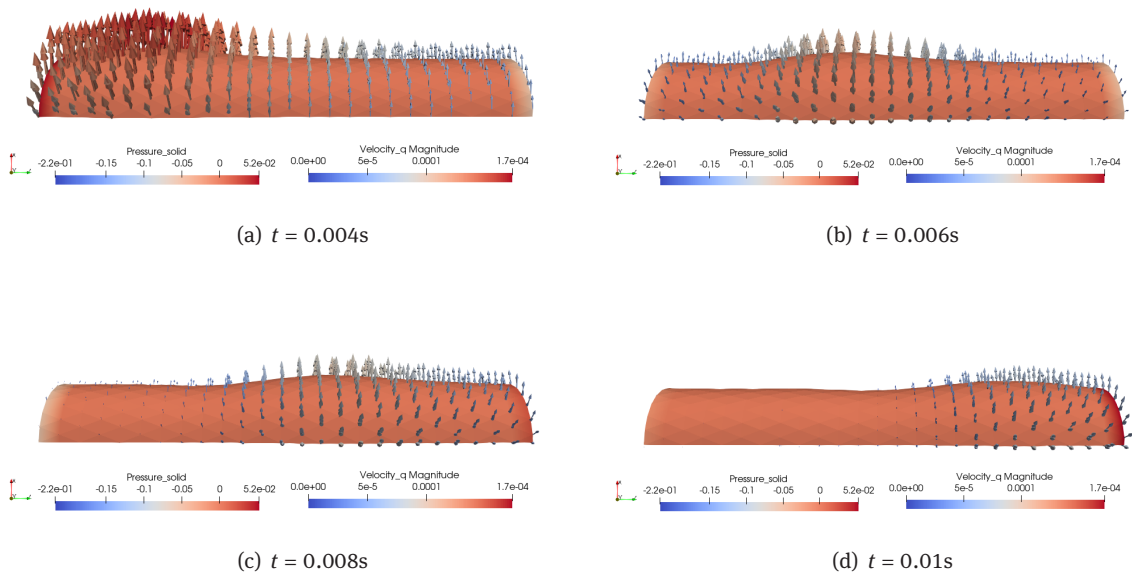 Pressure_solid
-2.2e-01 -0.15 -0.1 -0.05 0 5.2e-02
Velocity_q Magnitude
0.0e+00 5e-5 0.0001 1.7e-04
(a) t = 0.004s
Pressure_solid
-2.2e-01 -0.15 -0.1 -0.05 0 5.2e-02
Velocity_q Magnitude
0.0e+00 5e-5 0.0001 1.7e-04
(b) t = 0.006s
Pressure_solid
-2.2e-01 -0.15 -0.1 -0.05 0 5.2e-02
Velocity_q Magnitude
0.0e+00 5e-5 0.0001 1.7e-04
(c) t = 0.008s
Pressure_solid
-2.2e-01 -0.15 -0.1 -0.05 0 5.2e-02
Velocity_q Magnitude
0.0e+00 5e-5 0.0001 1.7e-04
(d) t = 0.01s